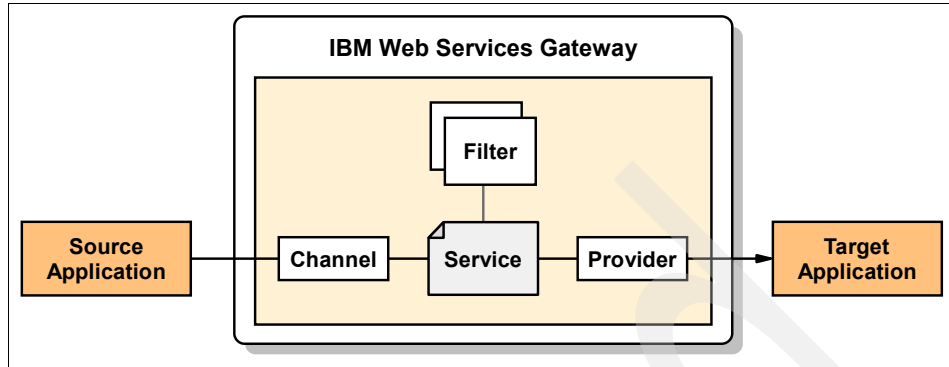 IBM Web Services Gateway
Filter
Source
Application
Channel
Service
Provider
Target
Application